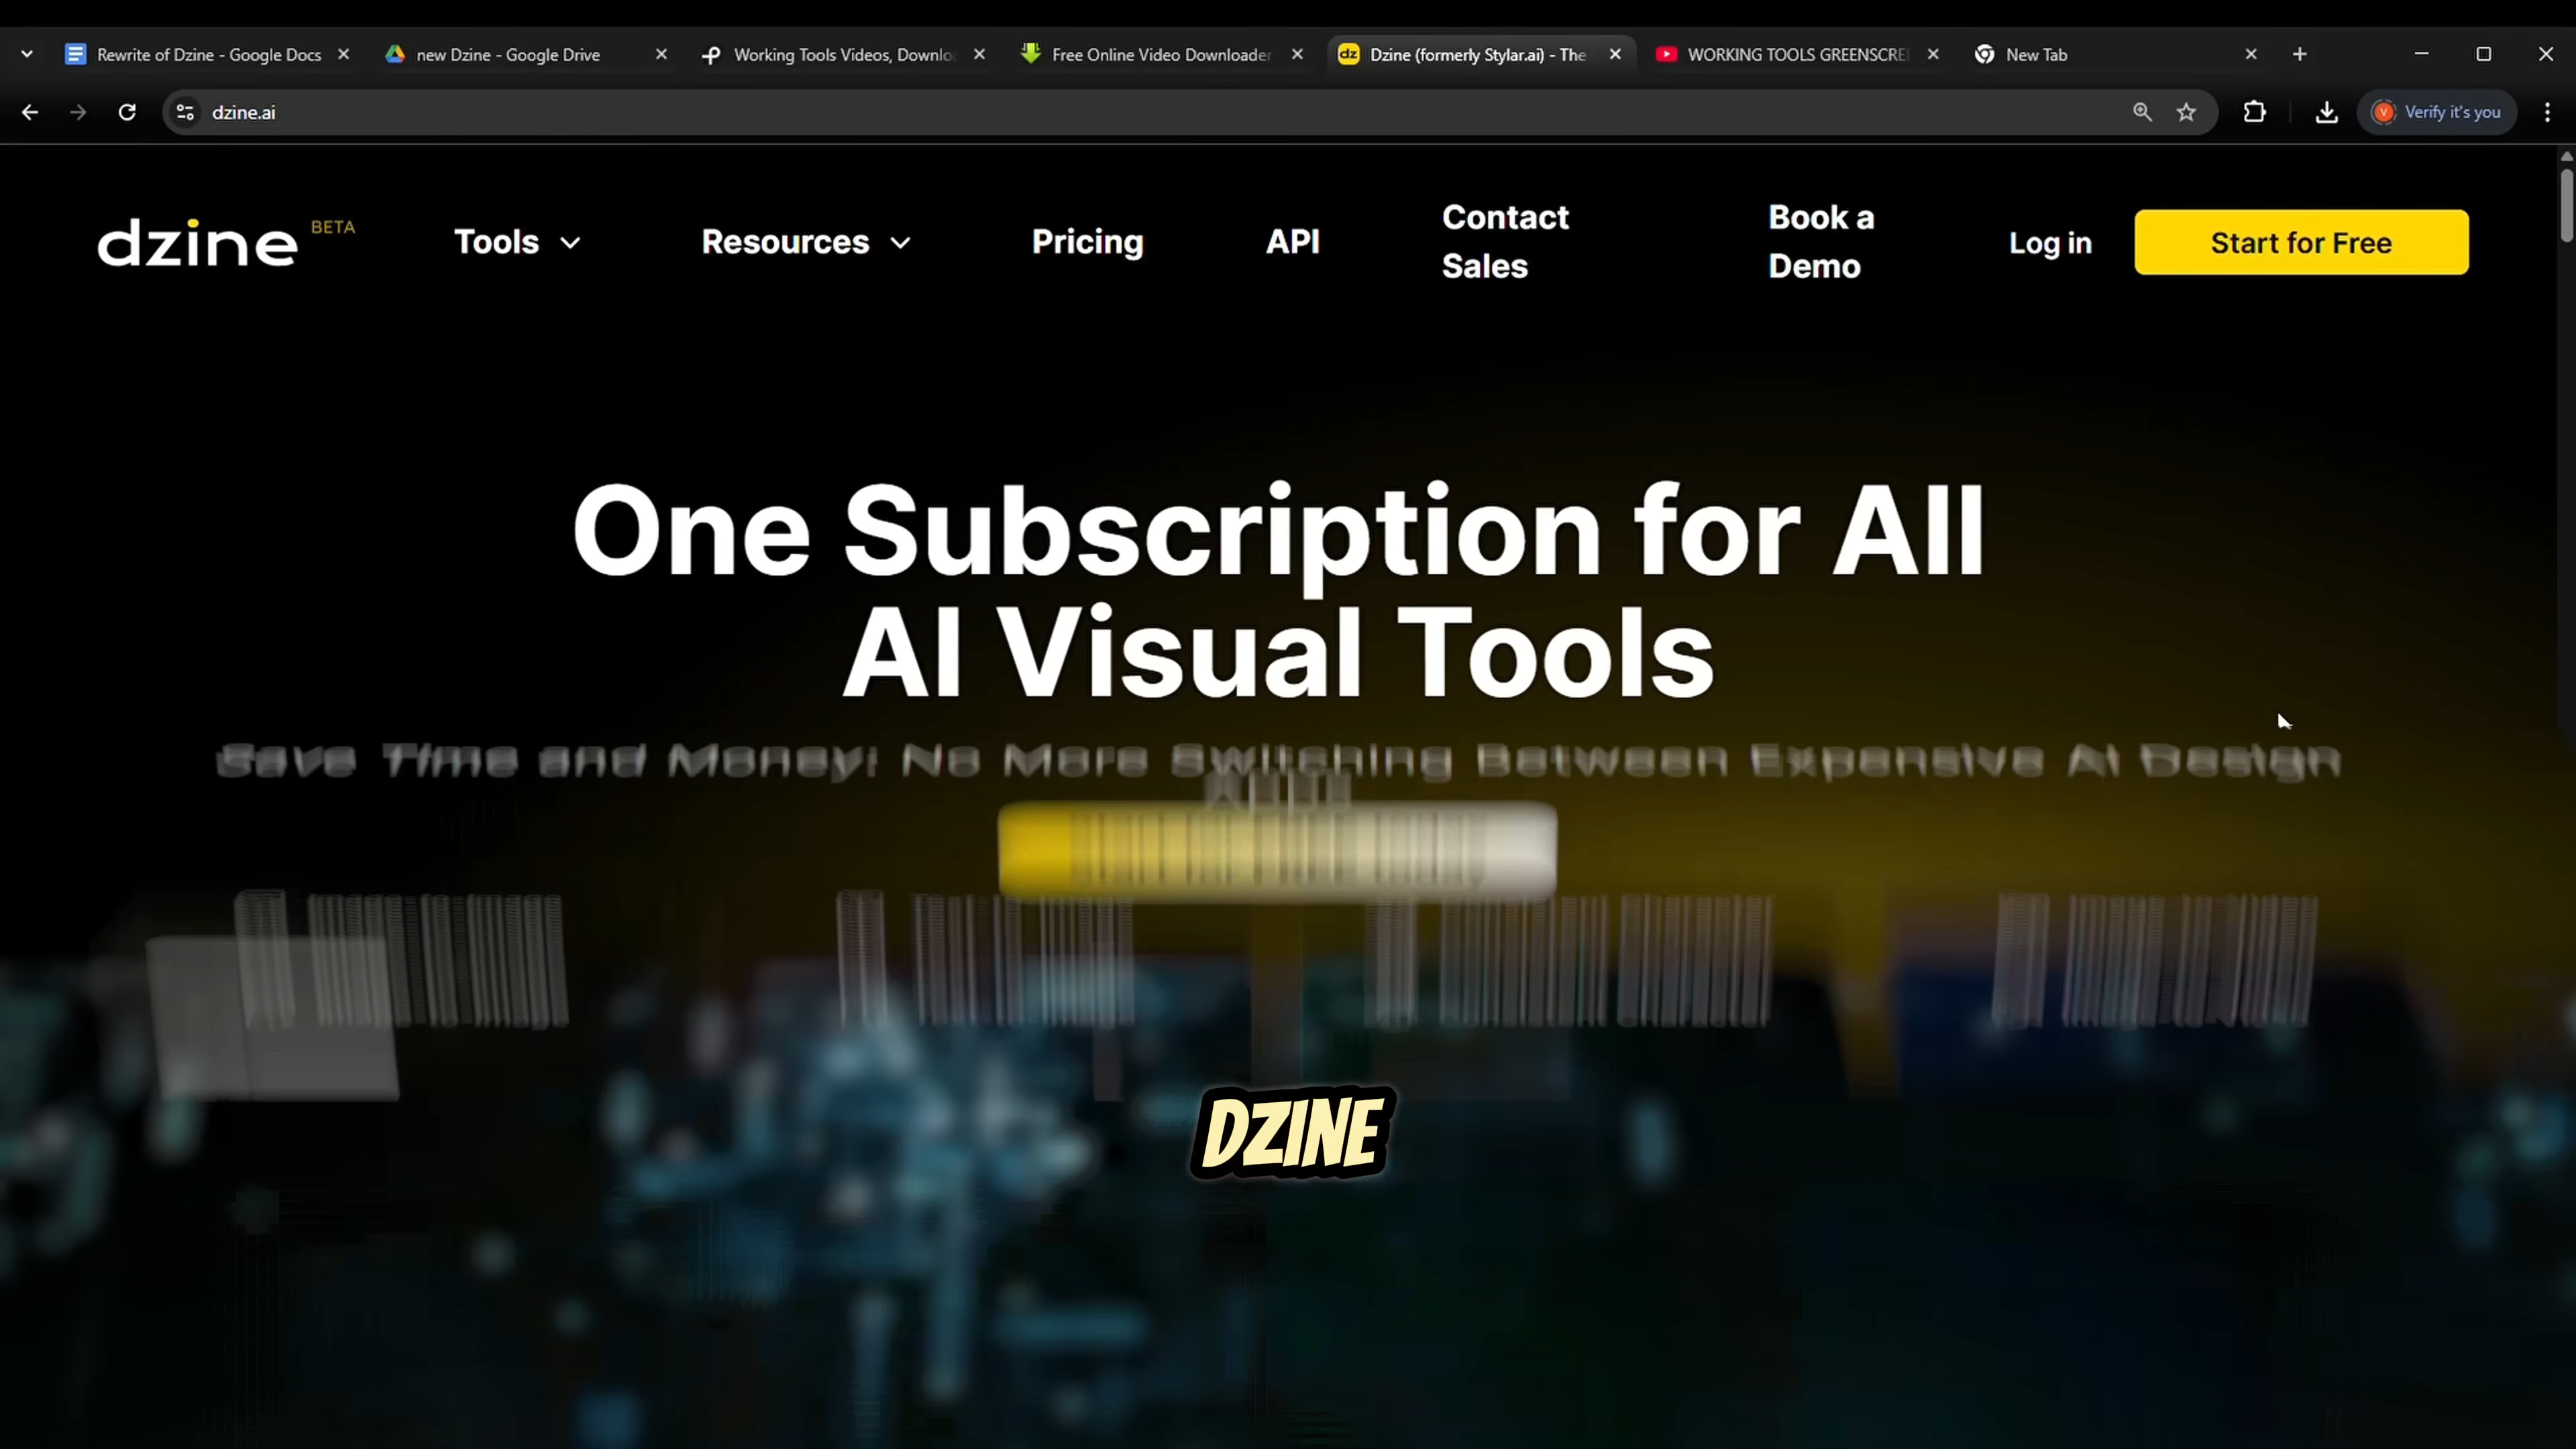 Rewrite of Dzine - Google Docs
new Dzine - Google Drive
Working Tools Videos, Downlo
Free Online Video Downloader
dz
Dzine (formerly Stylar.ai) - The
WORKING TOOLS GREENSCRE
New Tab
dzine.ai
V
Verify it's you
dzine BETA
Tools
Resources
Pricing
API
Contact
Sales
Book a
Demo
Log in
Start for Free
One Subscription for All
AI Visual Tools
Save Time and Money: No More Switching Between Expensive AI Design
DZINE